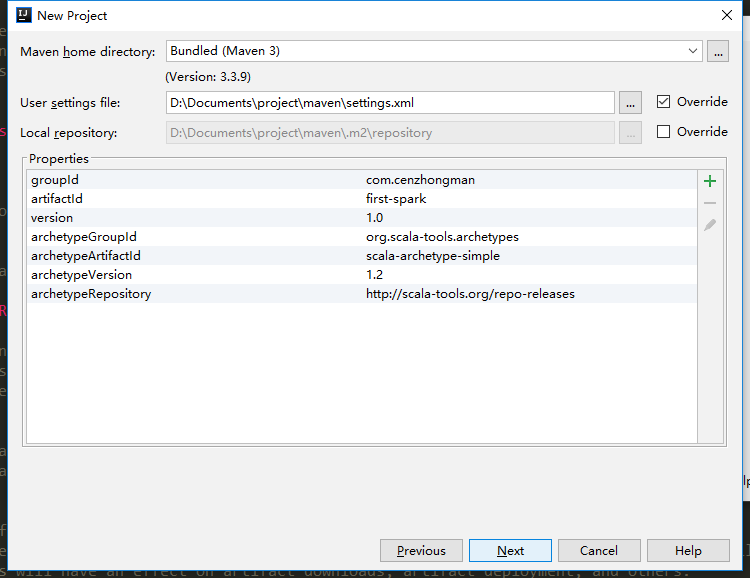 New Project
Maven home directory: Bundled (Maven 3) ...
(Version: 3.3.9)
User settings file: D:\Documents\project\maven\settings.xml ... Override
Local repository: D:\Documents\project\maven\.m2\repository ... Override
Properties
groupId com.cenzhongman
artifactId first-spark
version 1.0
archetypeGroupId org.scala-tools.archetypes
archetypeArtifactId scala-archetype-simple
archetypeVersion 1.2
archetypeRepository http://scala-tools.org/repo-releases
Previous Next Cancel Help
s will have an effect on artifact downloads, artifact deployment, and others.